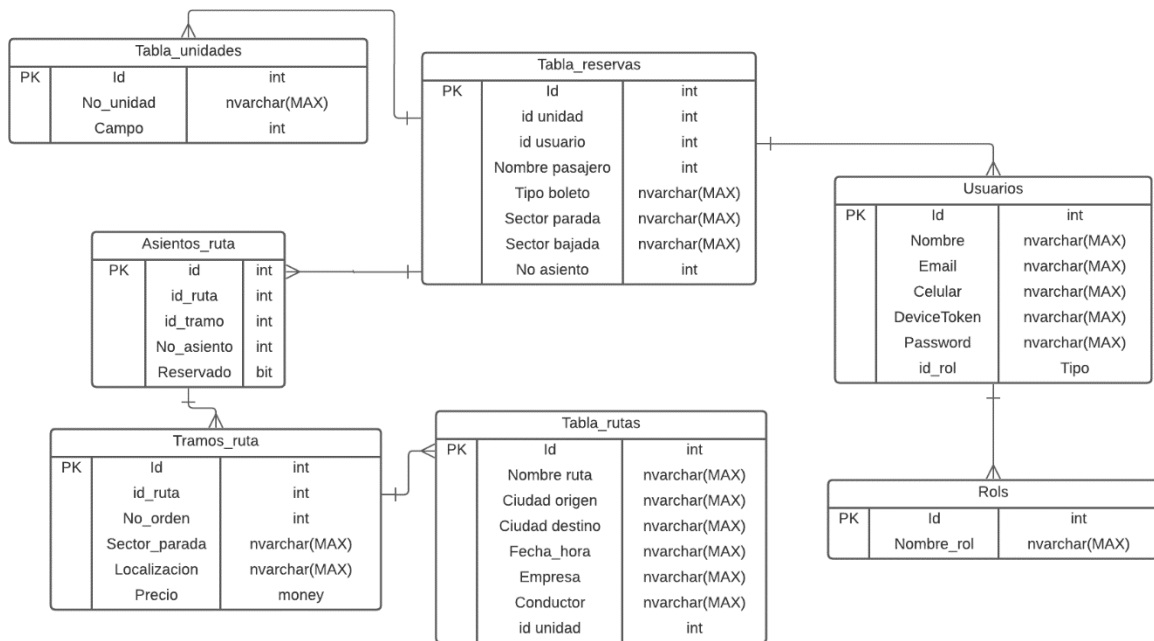 Tabla_unidades
PK Id int
No_unidad nvarchar(MAX)
Campo int
Tabla_reservas
PK Id int
id unidad int
id usuario int
Nombre pasajero int
Tipo boleto nvarchar(MAX)
Sector parada nvarchar(MAX)
Sector bajada nvarchar(MAX)
No asiento int
Usuarios
PK Id int
Nombre nvarchar(MAX)
Email nvarchar(MAX)
Celular nvarchar(MAX)
DeviceToken nvarchar(MAX)
Password nvarchar(MAX)
id_rol Tipo
Asientos_ruta
PK id int
id_ruta int
id_tramo int
No_asiento int
Reservado bit
Tramos_ruta
PK Id int
id_ruta int
No_orden int
Sector_parada nvarchar(MAX)
Localizacion nvarchar(MAX)
Precio money
Tabla_rutas
PK Id int
Nombre ruta nvarchar(MAX)
Ciudad origen nvarchar(MAX)
Ciudad destino nvarchar(MAX)
Fecha_hora nvarchar(MAX)
Empresa nvarchar(MAX)
Conductor nvarchar(MAX)
id unidad int
Rols
PK Id int
Nombre_rol nvarchar(MAX)